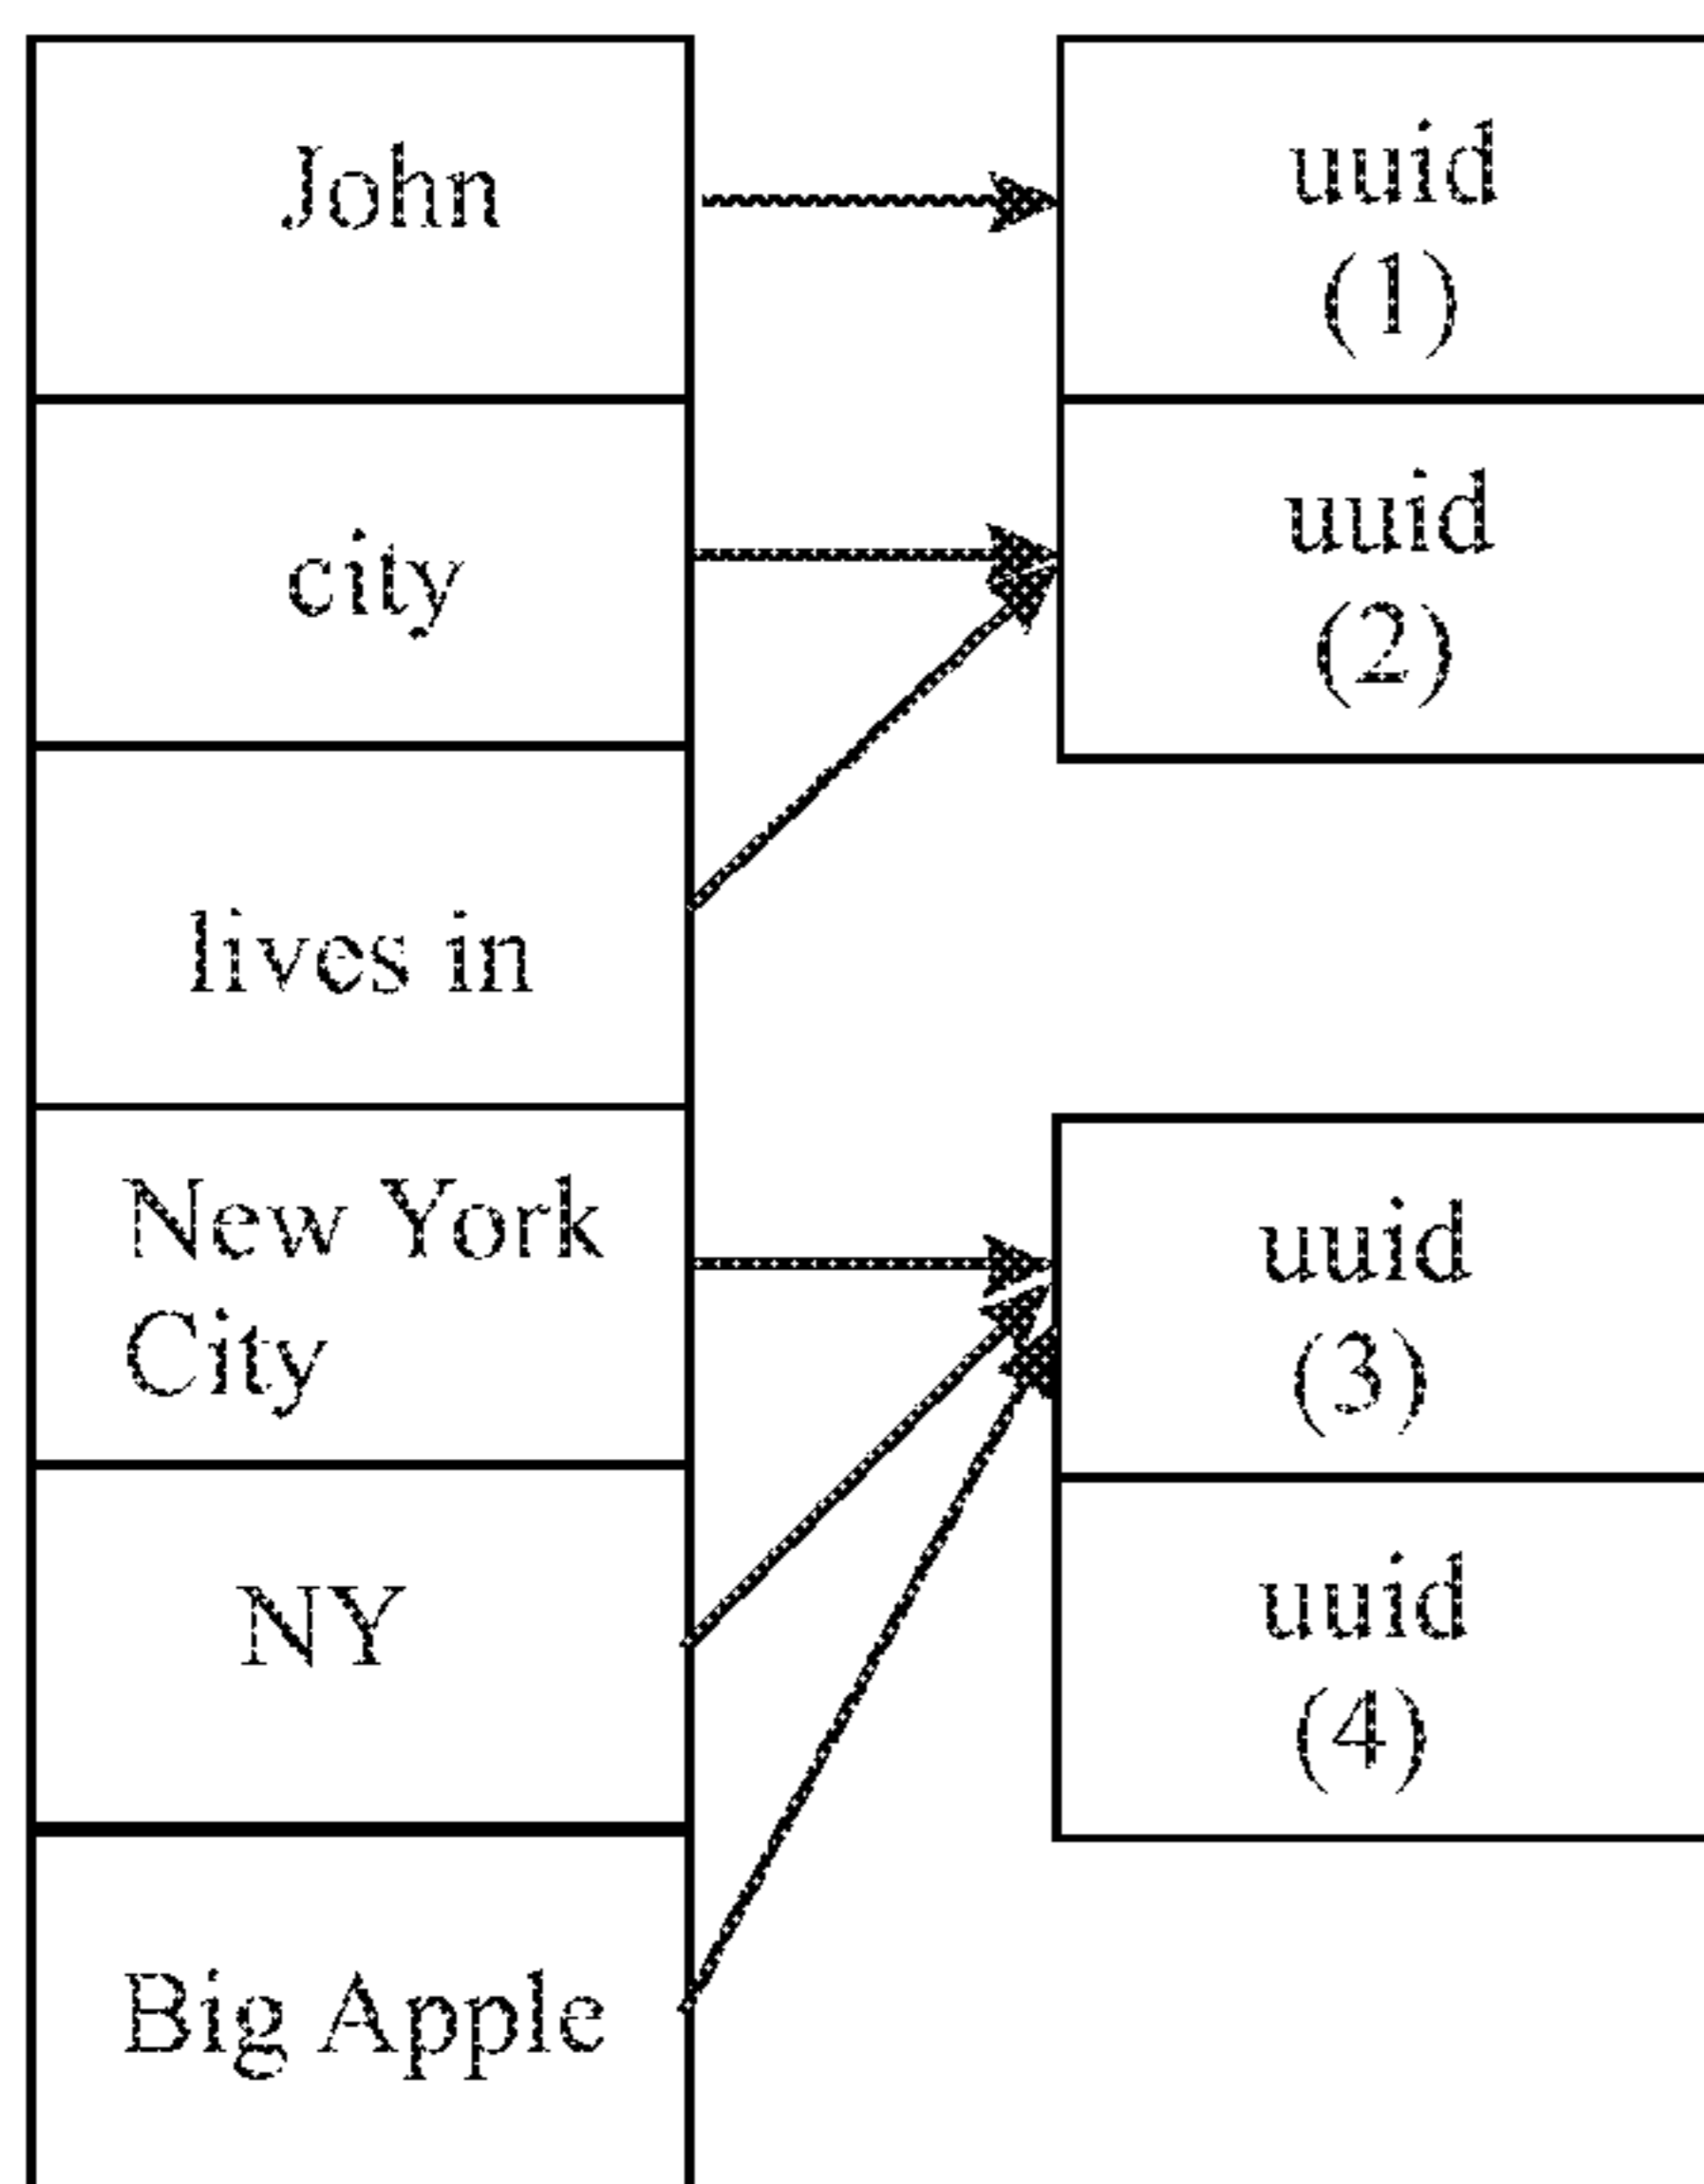 John
city
lives in
New York
City
NY
Big Apple
uuid
(1)
uuid
(2)
uuid
(3)
uuid
(4)